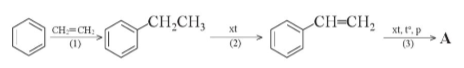 CH₂=CH₂ (1) CH₂CH₃ xt (2) CH=CH₂ xt, t°, p (3) A